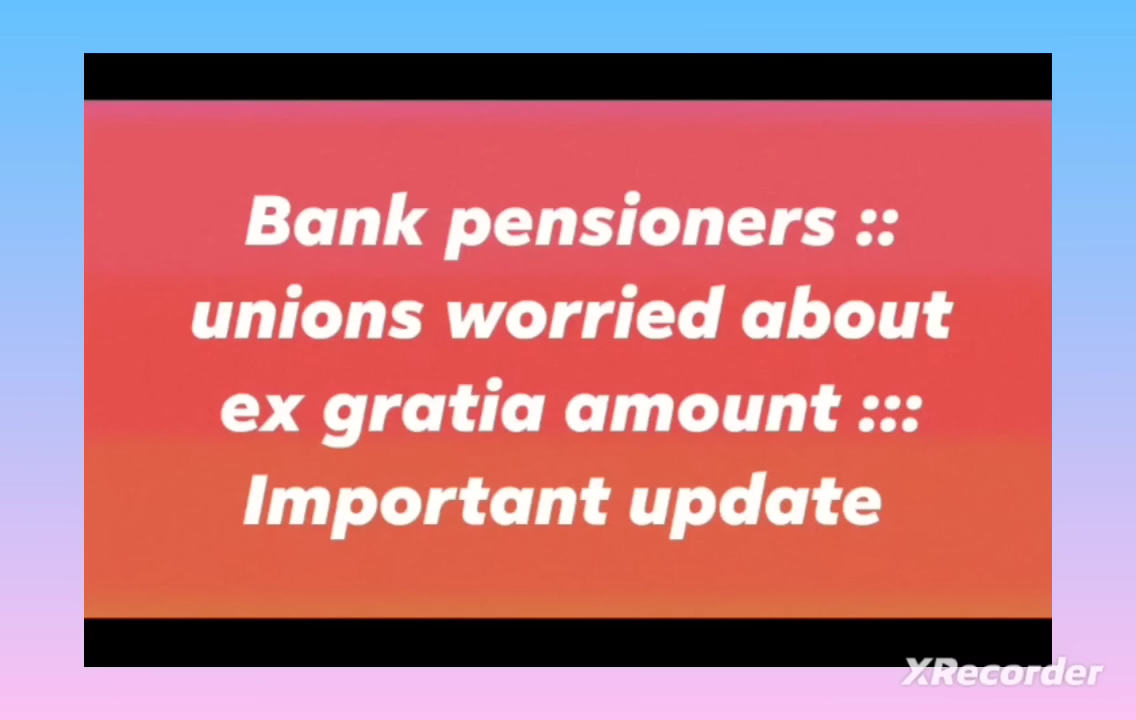 Bank pensioners ::
unions worried about
ex gratia amount :::
Important update
XRecorder